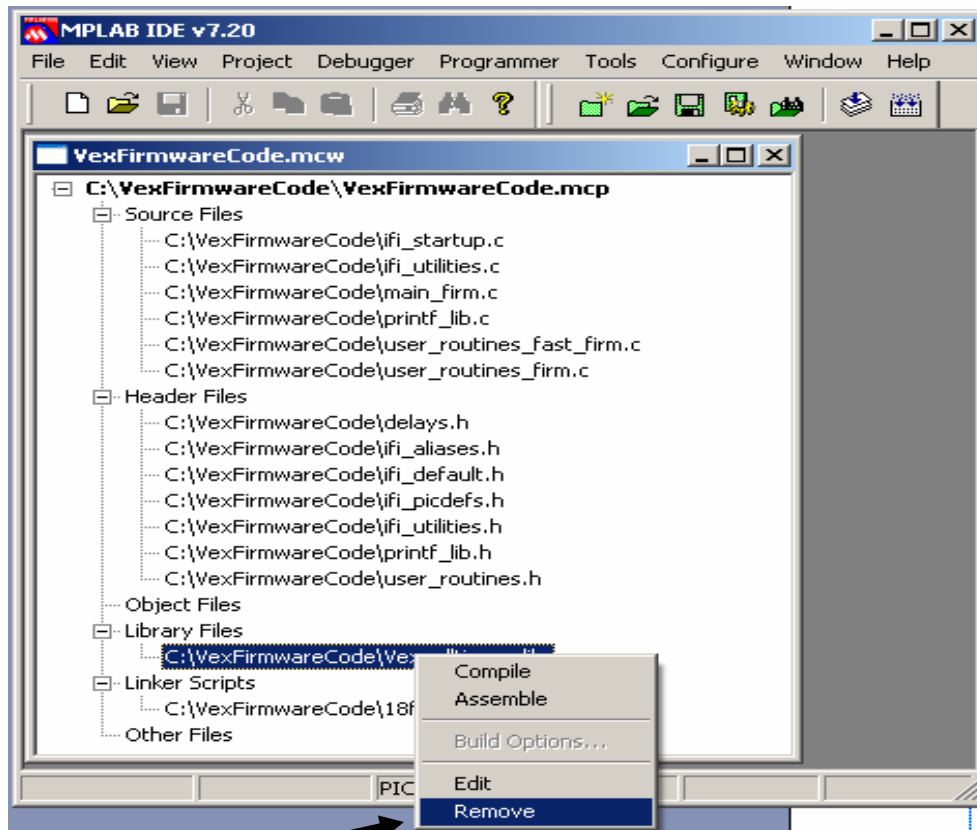 MPLAB IDE v7.20
File Edit View Project Debugger Programmer Tools Configure Window Help
VexFirmwareCode.mcw
C:\VexFirmwareCode\VexFirmwareCode.mcp
Source Files
C:\VexFirmwareCode\ifi_startup.c
C:\VexFirmwareCode\ifi_utilities.c
C:\VexFirmwareCode\main_firm.c
C:\VexFirmwareCode\printf_lib.c
C:\VexFirmwareCode\user_routines_fast_firm.c
C:\VexFirmwareCode\user_routines_firm.c
Header Files
C:\VexFirmwareCode\delays.h
C:\VexFirmwareCode\ifi_aliases.h
C:\VexFirmwareCode\ifi_default.h
C:\VexFirmwareCode\ifi_picdefs.h
C:\VexFirmwareCode\ifi_utilities.h
C:\VexFirmwareCode\printf_lib.h
C:\VexFirmwareCode\user_routines.h
Object Files
Library Files
C:\VexFirmwareCode\Vex
Compile
Linker Scripts
Assemble
C:\VexFirmwareCode\18f
Other Files
Build Options...
Edit
PIC
Remove